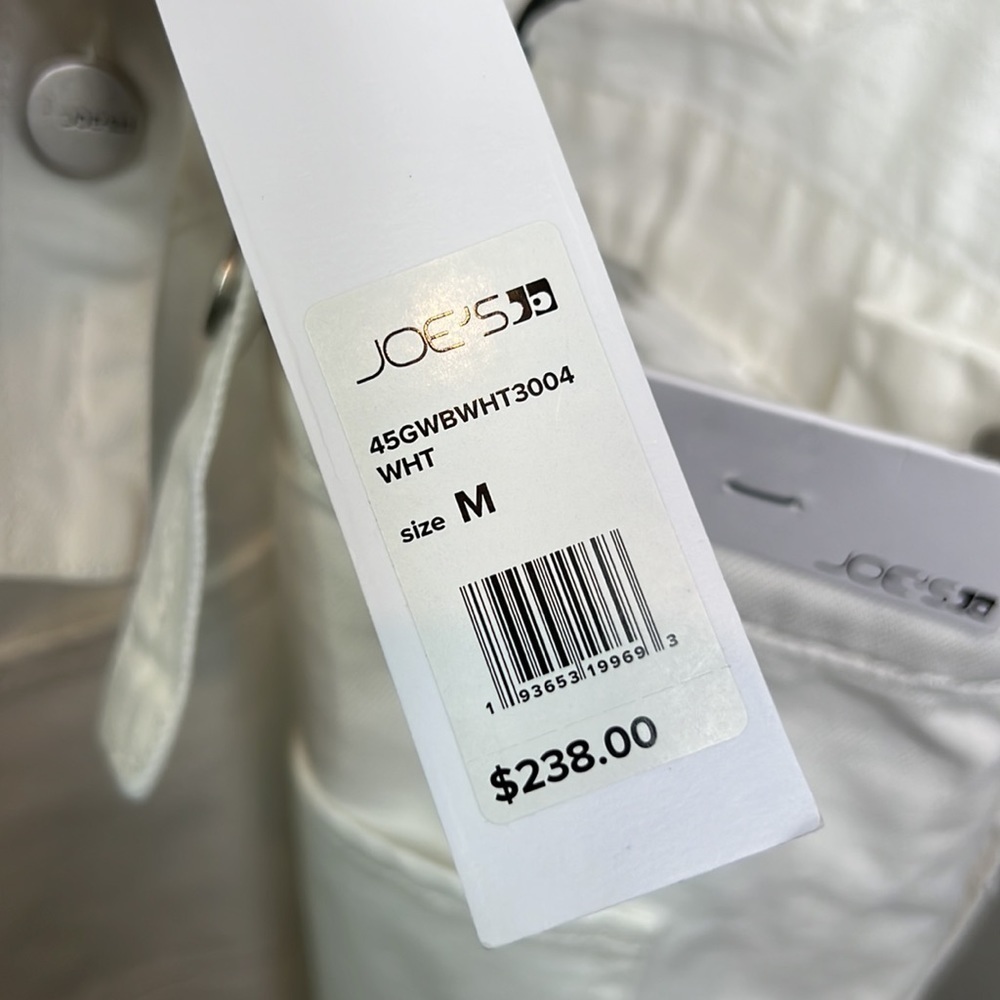 JOE'S
45GWBWHT3004
WHT
size M
1 93653 19969 3
$238.00
JOE'S